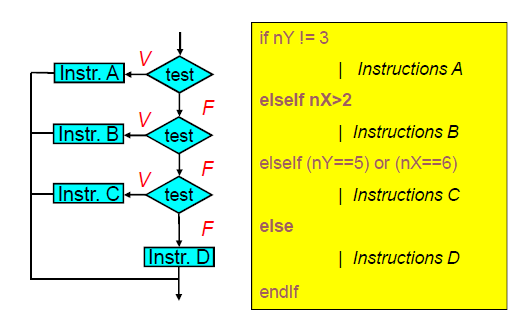 V
Instr. A
test
F
V
Instr. B
test
F
V
Instr. C
test
F
Instr. D
if nY != 3
| Instructions A
elseIf nX>2
| Instructions B
elseIf (nY==5) or (nX==6)
| Instructions C
else
| Instructions D
endIf